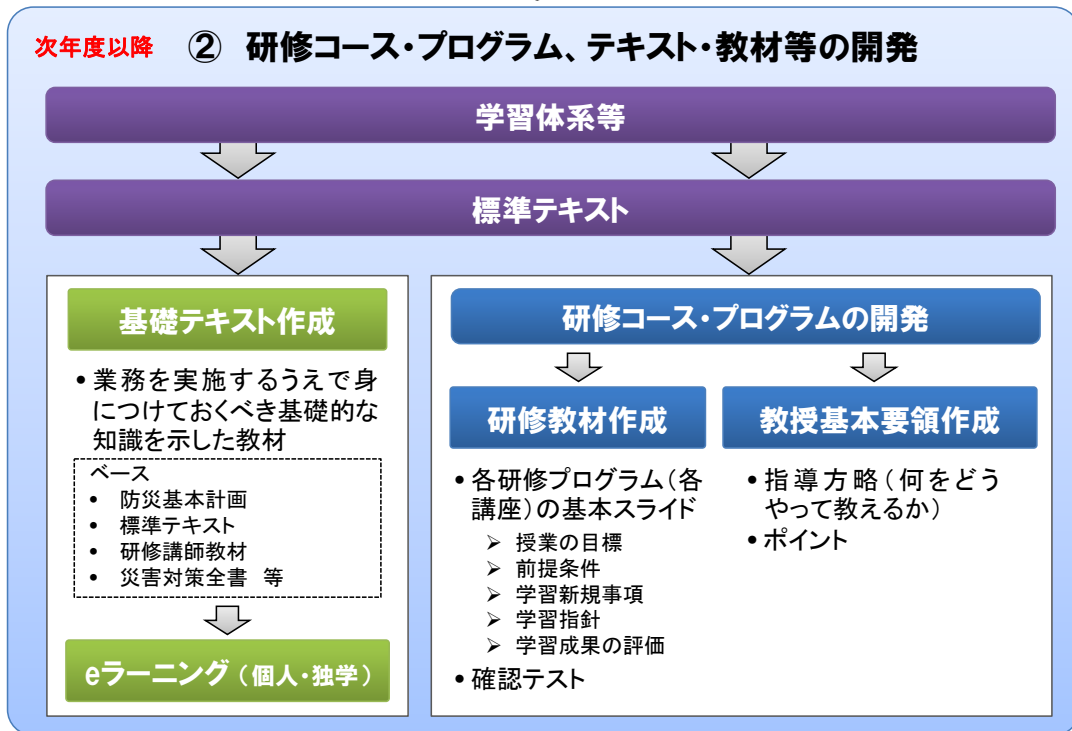 次年度以降 ② 研修コース・プログラム、テキスト・教材等の開発
学習体系等
標準テキスト
基礎テキスト作成
• 業務を実施するうえで身
につけておくべき基礎的な
知識を示した教材
ベース
• 防災基本計画
• 標準テキスト
• 研修講師教材
• 災害対策全書 等
eラーニング（個人・独学）
研修コース・プログラムの開発
研修教材作成
• 各研修プログラム（各
講座）の基本スライド
➢ 授業の目標
➢ 前提条件
➢ 学習新規事項
➢ 学習指針
➢ 学習成果の評価
• 確認テスト
教授基本要領作成
• 指導方略（何をどう
やって教えるか）
• ポイント